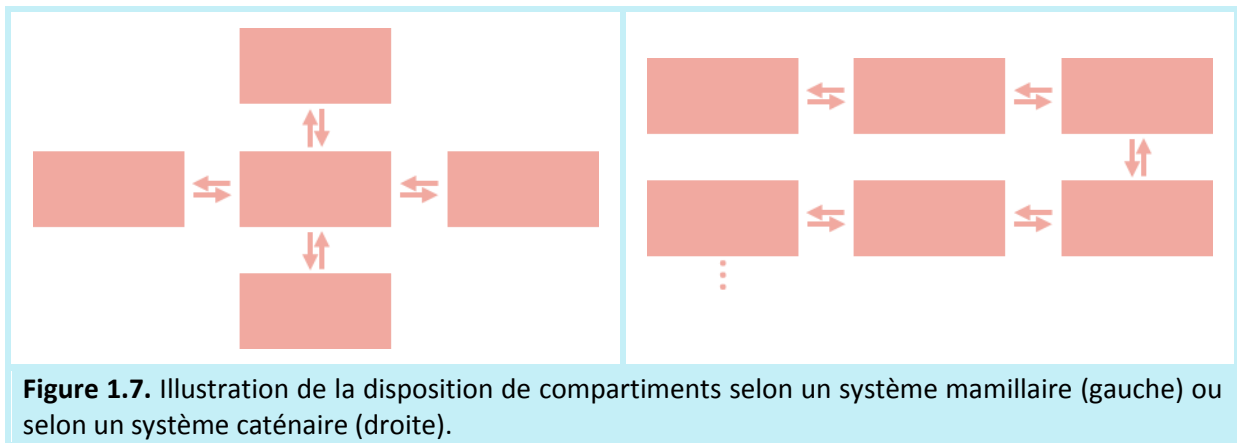 Figure 1.7. Illustration de la disposition de compartiments selon un système mamillaire (gauche) ou
selon un système caténaire (droite).